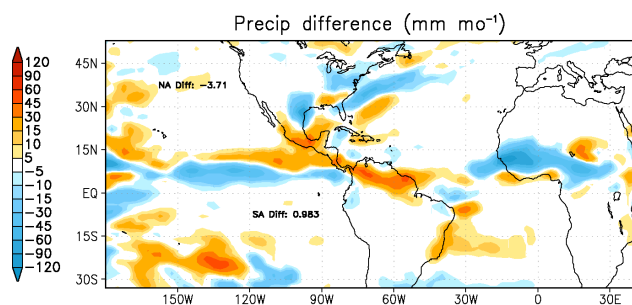 Precip difference (mm mo⁻¹)
120
90
60
45
30
15
10
5
−5
−10
−15
−30
−45
−60
−90
−120
45N
30N
15N
EQ
15S
30S
NA Diff: −3.71
SA Diff: 0.983
150W 120W 90W 60W 30W 0 30E